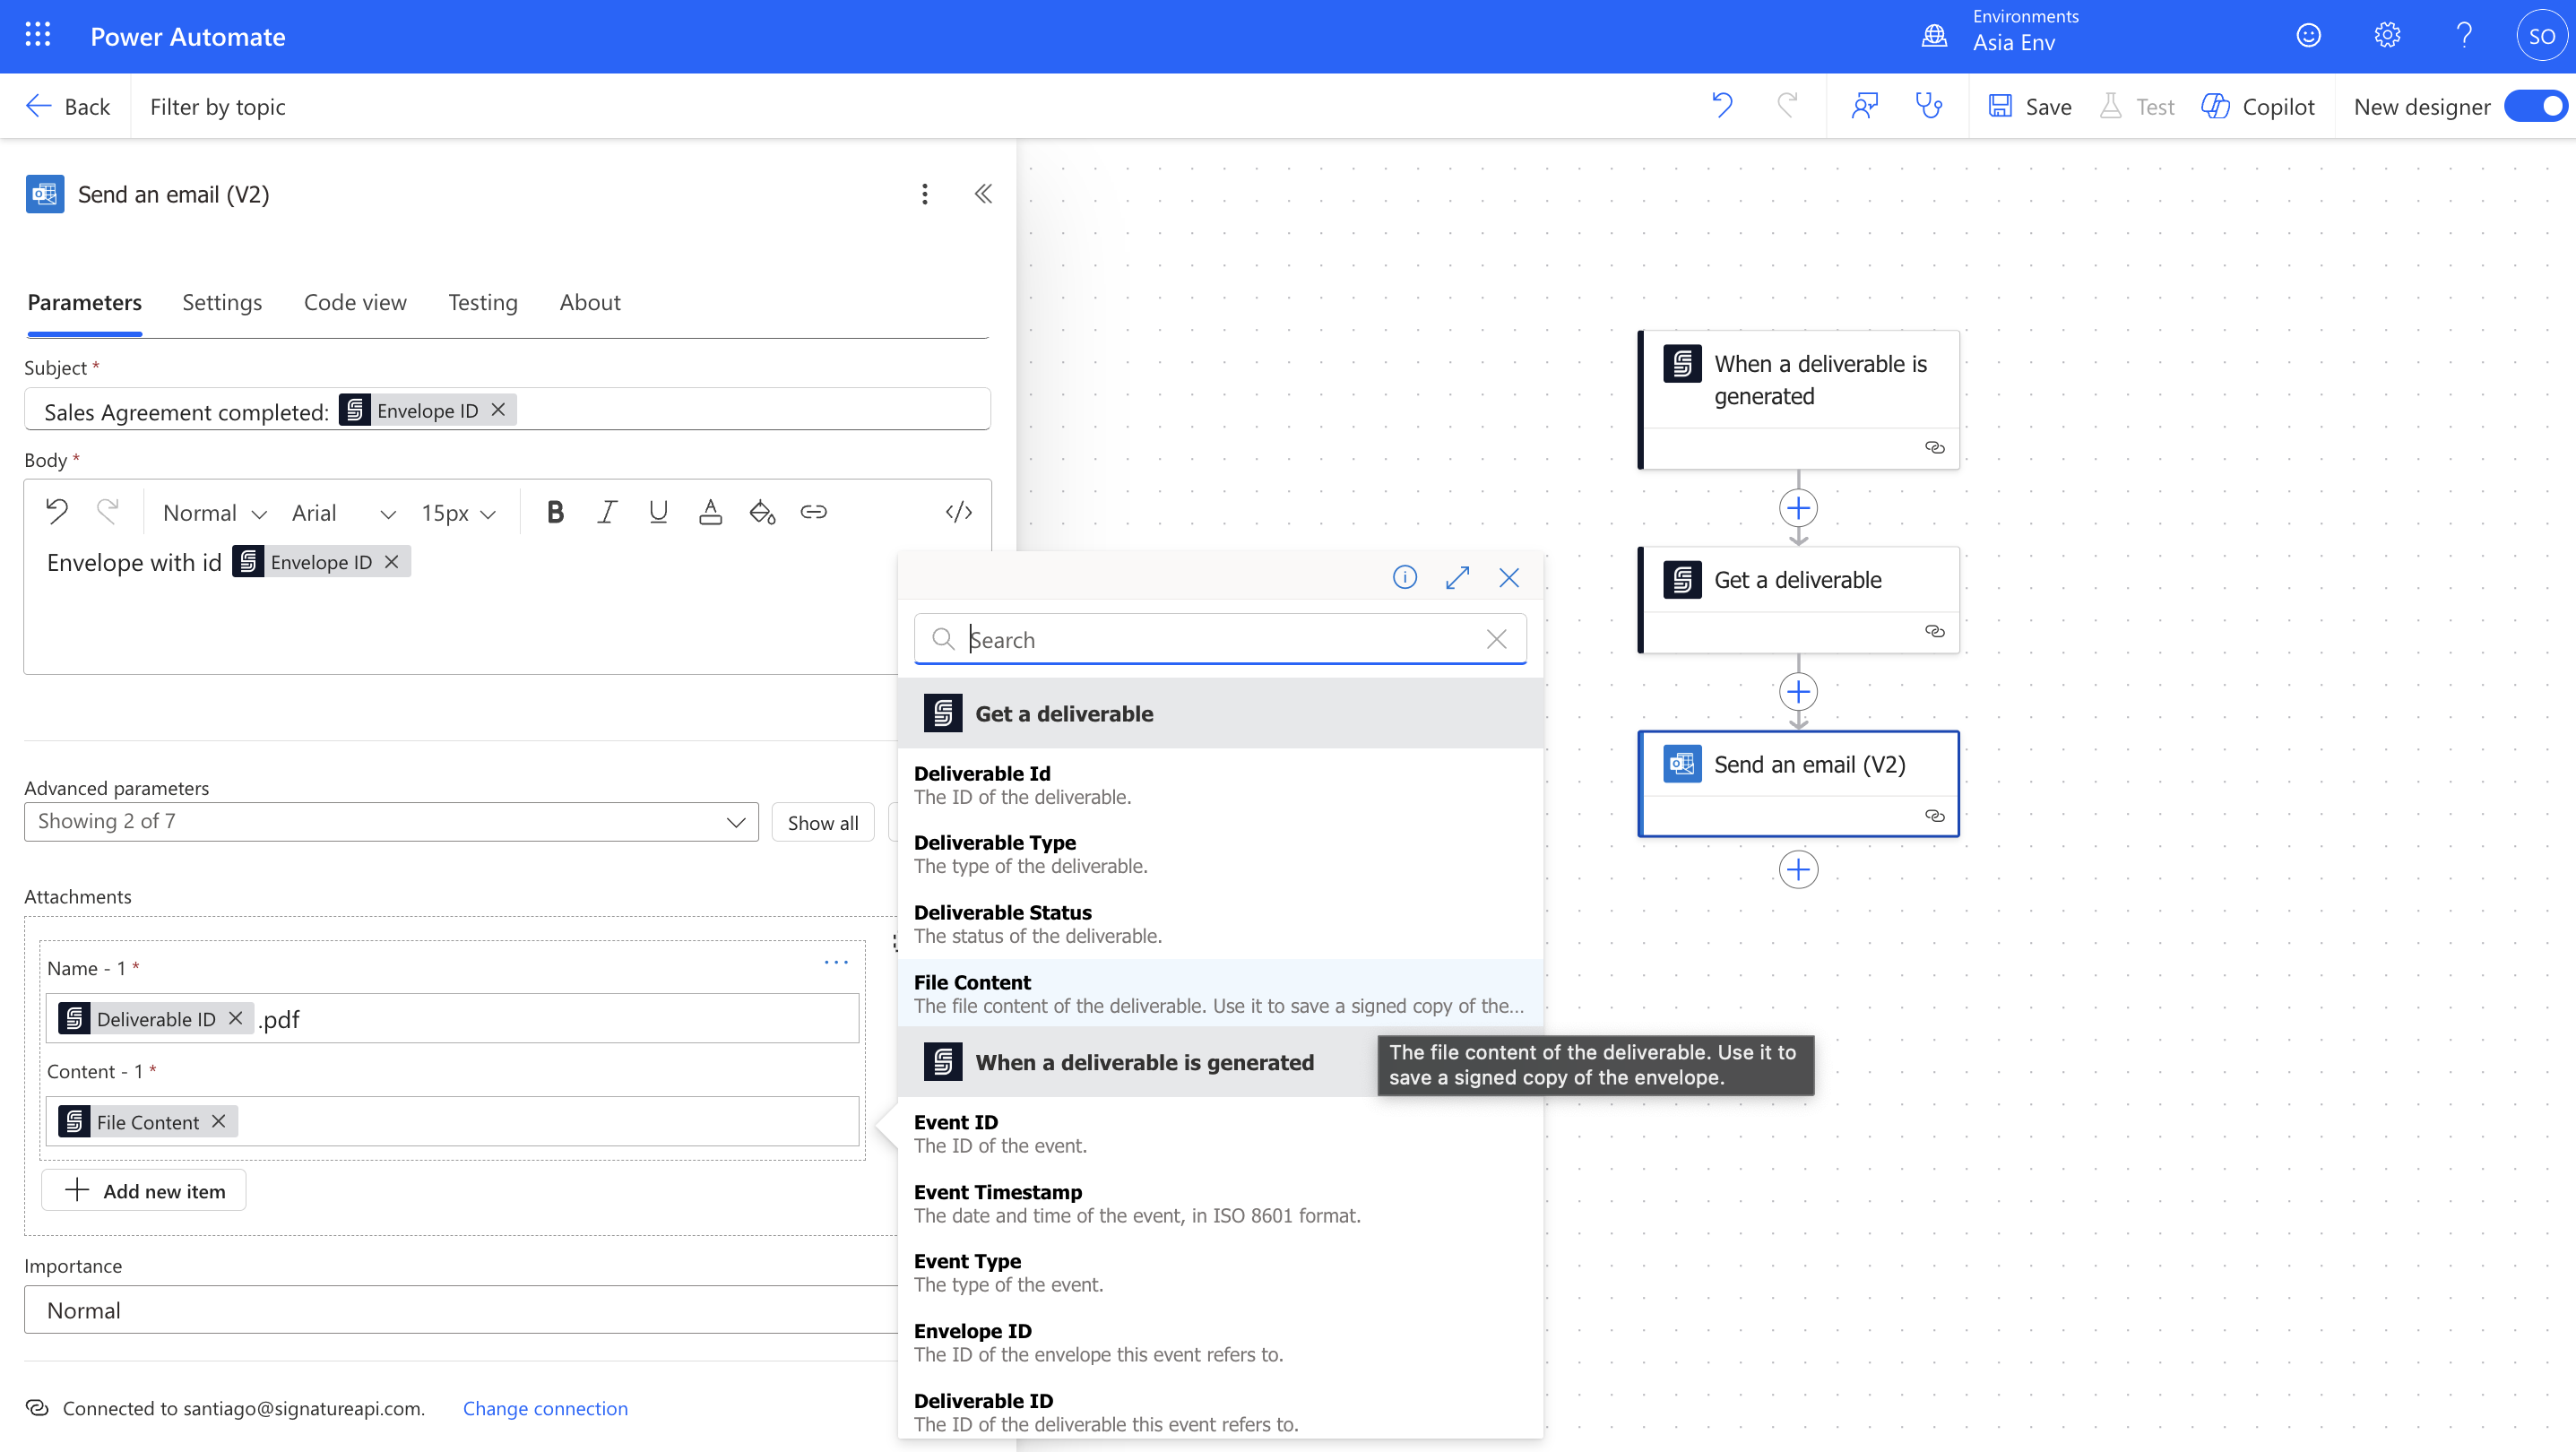 Power Automate
Environments
Asia Env
SO
Back
Filter by topic
Save
Test
Copilot
New designer
Send an email (V2)
Parameters
Settings
Code view
Testing
About
Subject *
Sales Agreement completed: Envelope ID
Body *
Normal
Arial
15px
B
I
U
A
</>
Envelope with id Envelope ID
Advanced parameters
Showing 2 of 7
Show all
Attachments
Name - 1 *
Deliverable ID .pdf
Content - 1 *
File Content
Add new item
Importance
Normal
Connected to santiago@signatureapi.com.
Change connection
Search
Get a deliverable
Deliverable Id
The ID of the deliverable.
Deliverable Type
The type of the deliverable.
Deliverable Status
The status of the deliverable.
File Content
The file content of the deliverable. Use it to save a signed copy of the...
When a deliverable is generated
The file content of the deliverable. Use it to
save a signed copy of the envelope.
Event ID
The ID of the event.
Event Timestamp
The date and time of the event, in ISO 8601 format.
Event Type
The type of the event.
Envelope ID
The ID of the envelope this event refers to.
Deliverable ID
The ID of the deliverable this event refers to.
When a deliverable is
generated
Get a deliverable
Send an email (V2)